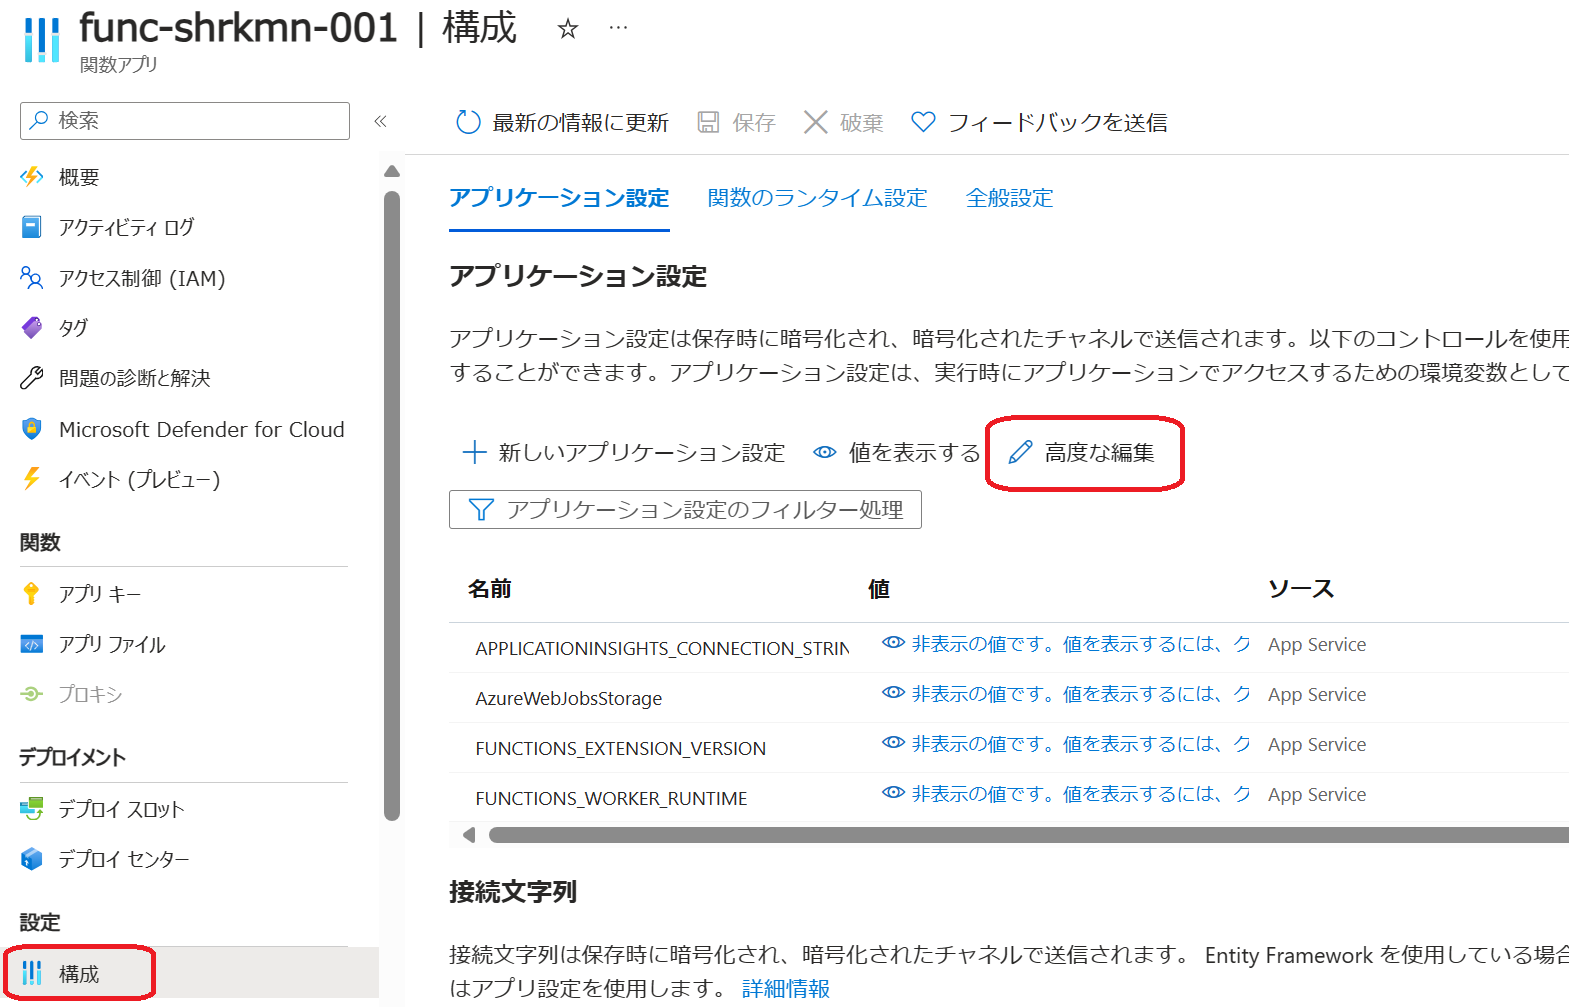 func-shrkmn-001 | 構成 ☆ …
関数アプリ
検索 «
概要
アクティビティ ログ
アクセス制御 (IAM)
タグ
問題の診断と解決
Microsoft Defender for Cloud
イベント (プレビュー)
関数
アプリ キー
アプリ ファイル
プロキシ
デプロイメント
デプロイ スロット
デプロイ センター
設定
構成
最新の情報に更新 保存 破棄 フィードバックを送信
アプリケーション設定 関数のランタイム設定 全般設定
アプリケーション設定
アプリケーション設定は保存時に暗号化され、暗号化されたチャネルで送信されます。以下のコントロールを使用
することができます。アプリケーション設定は、実行時にアプリケーションでアクセスするための環境変数として
新しいアプリケーション設定 値を表示する 高度な編集
アプリケーション設定のフィルター処理
名前 値 ソース
APPLICATIONINSIGHTS_CONNECTION_STRIN 非表示の値です。値を表示するには、ク App Service
AzureWebJobsStorage 非表示の値です。値を表示するには、ク App Service
FUNCTIONS_EXTENSION_VERSION 非表示の値です。値を表示するには、ク App Service
FUNCTIONS_WORKER_RUNTIME 非表示の値です。値を表示するには、ク App Service
接続文字列
接続文字列は保存時に暗号化され、暗号化されたチャネルで送信されます。 Entity Framework を使用している場合
はアプリ設定を使用します。 詳細情報